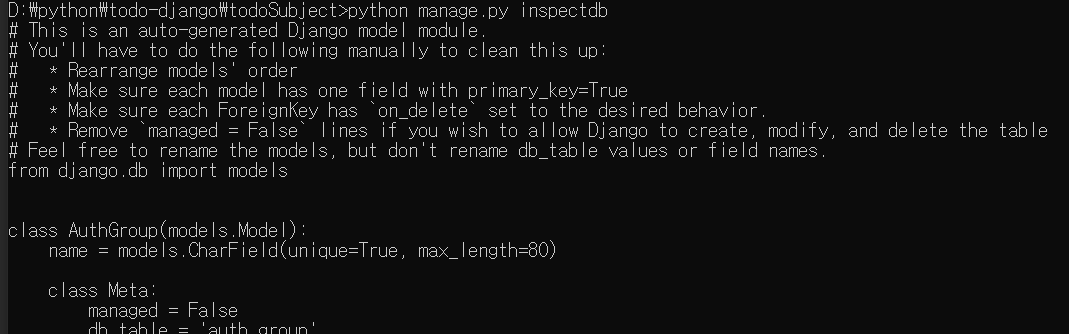 D:₩python₩todo-django₩todoSubject>python manage.py inspectdb
# This is an auto-generated Django model module.
# You'll have to do the following manually to clean this up:
#   * Rearrange models' order
#   * Make sure each model has one field with primary_key=True
#   * Make sure each ForeignKey has `on_delete` set to the desired behavior.
#   * Remove `managed = False` lines if you wish to allow Django to create, modify, and delete the table
# Feel free to rename the models, but don't rename db_table values or field names.
from django.db import models
class AuthGroup(models.Model):
    name = models.CharField(unique=True, max_length=80)
    class Meta:
        managed = False
        db_table = 'auth_group'